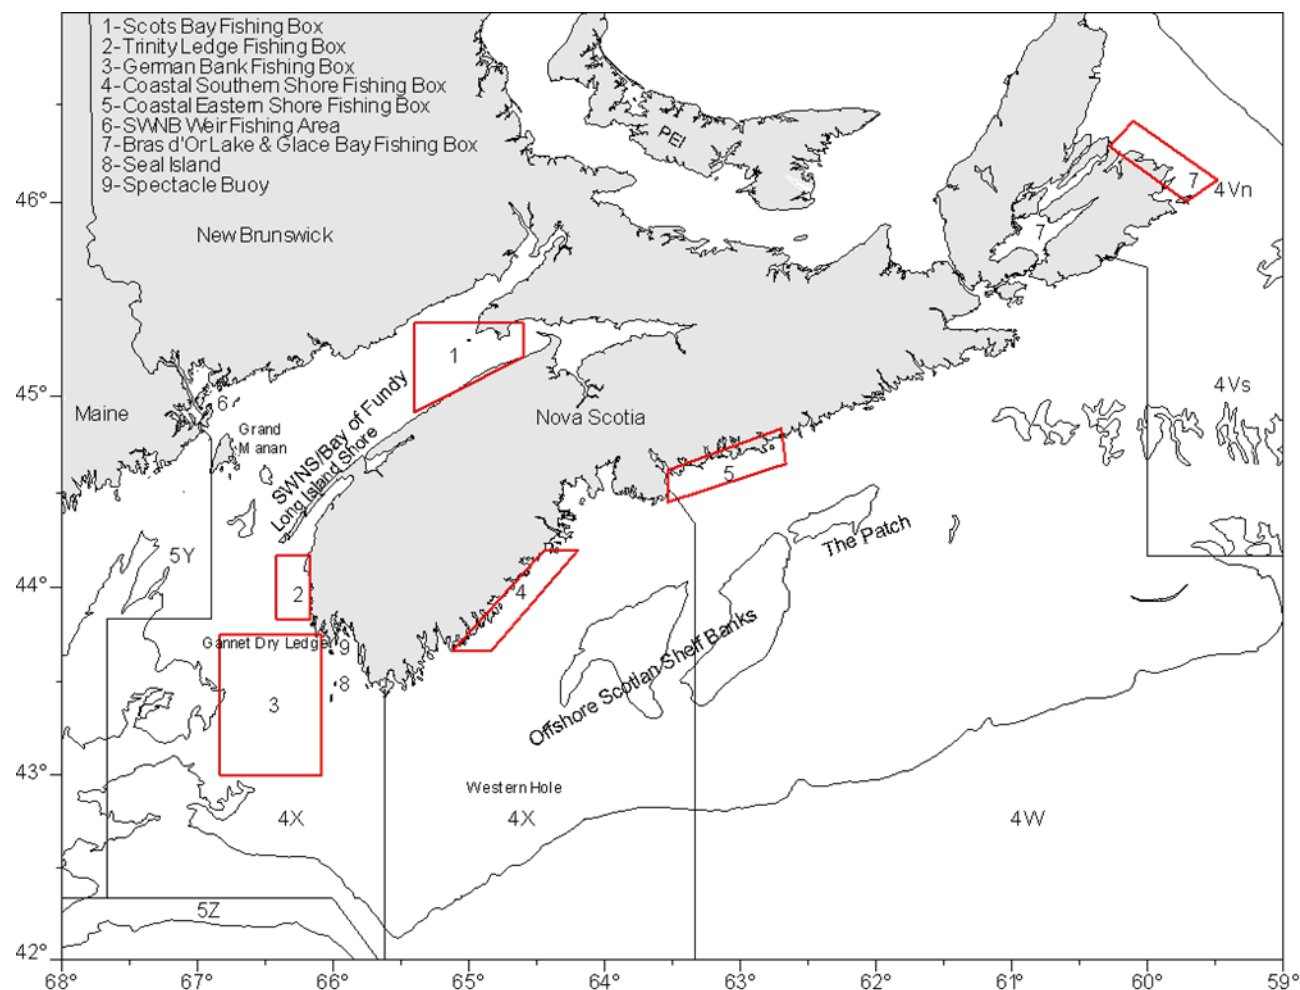 1-Scots Bay Fishing Box
2-Trinity Ledge Fishing Box
3-German Bank Fishing Box
4-Coastal Southern Shore Fishing Box
5-Coastal Eastern Shore Fishing Box
6-SWNB Weir Fishing Area
7-Bras d'Or Lake & Glace Bay Fishing Box
8-Seal Island
9-Spectacle Buoy
PEI
7
4Vn
46°
New Brunswick
7
1
45°
Maine
6
Grand
Manan
SWNS/Bay of Fundy
Long Island Shore
Nova Scotia
4Vs
5
The Patch
5Y
44°
2
4
Gannet Dry Ledge
9
8
3
Offshore Scotian Shelf Banks
43°
Western Hole
4X
4X
4W
5Z
42°
68°
67°
66°
65°
64°
63°
62°
61°
60°
59°